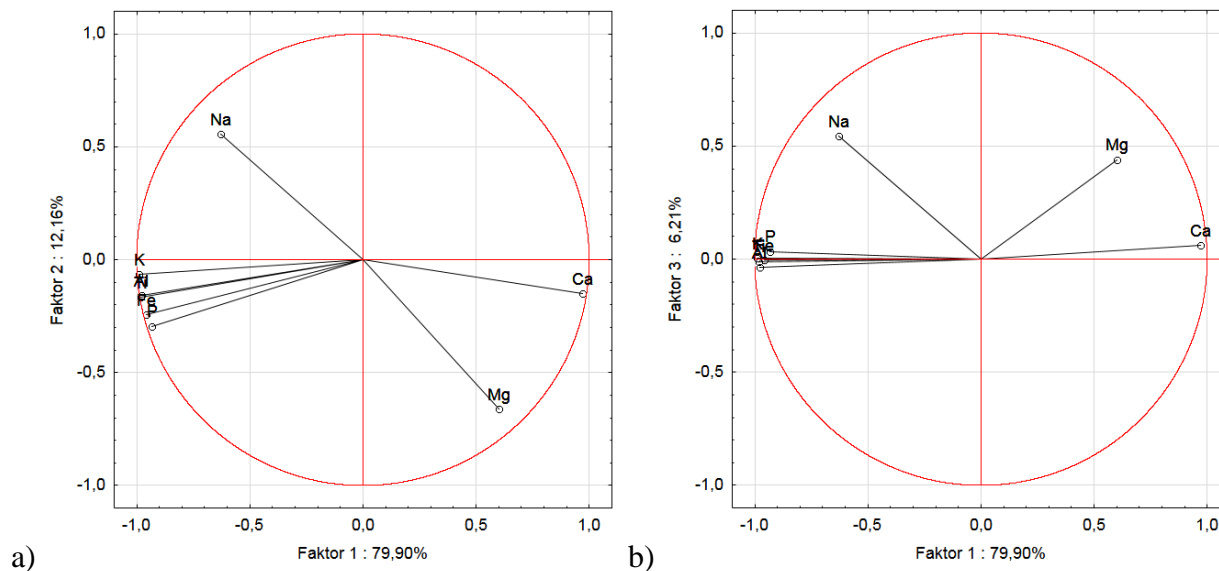 1,0
0,5
0,0
-0,5
-1,0
Faktor 2 : 12,16%
Na
K
Al
Fe
P
Ca
Mg
-1,0 -0,5 0,0 0,5 1,0
Faktor 1 : 79,90%
a)
1,0
0,5
0,0
-0,5
-1,0
Faktor 3 : 6,21%
Na
Mg
P
Ca
-1,0 -0,5 0,0 0,5 1,0
Faktor 1 : 79,90%
b)